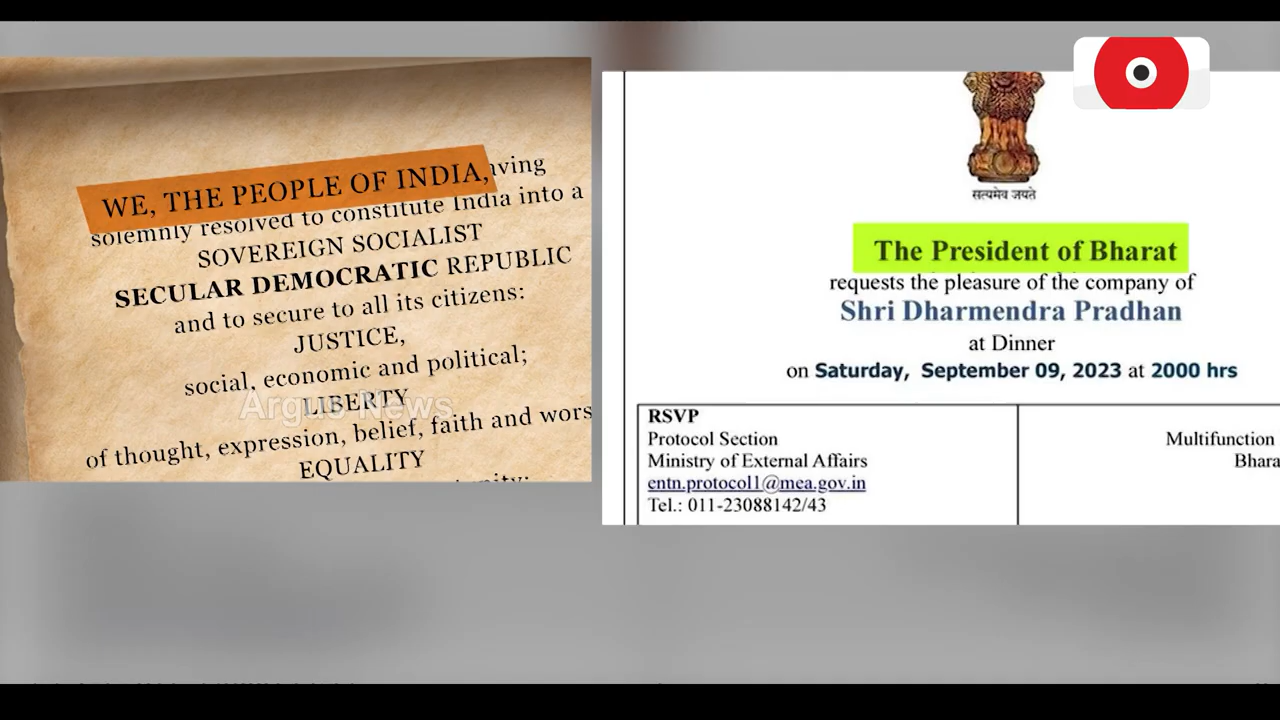 WE, THE PEOPLE OF INDIA,
solemnly resolved to constitute India into a
SOVEREIGN SOCIALIST
SECULAR DEMOCRATIC REPUBLIC
and to secure to all its citizens:
JUSTICE,
social, economic and political;
LIBERTY
of thought, expression, belief, faith and wors
EQUALITY
Argus News
सत्यमेव जयते
The President of Bharat
requests the pleasure of the company of
Shri Dharmendra Pradhan
at Dinner
on Saturday, September 09, 2023 at 2000 hrs
RSVP
Protocol Section
Ministry of External Affairs
entn.protocol1@mea.gov.in
Tel.: 011-23088142/43
Multifunction
Bhara